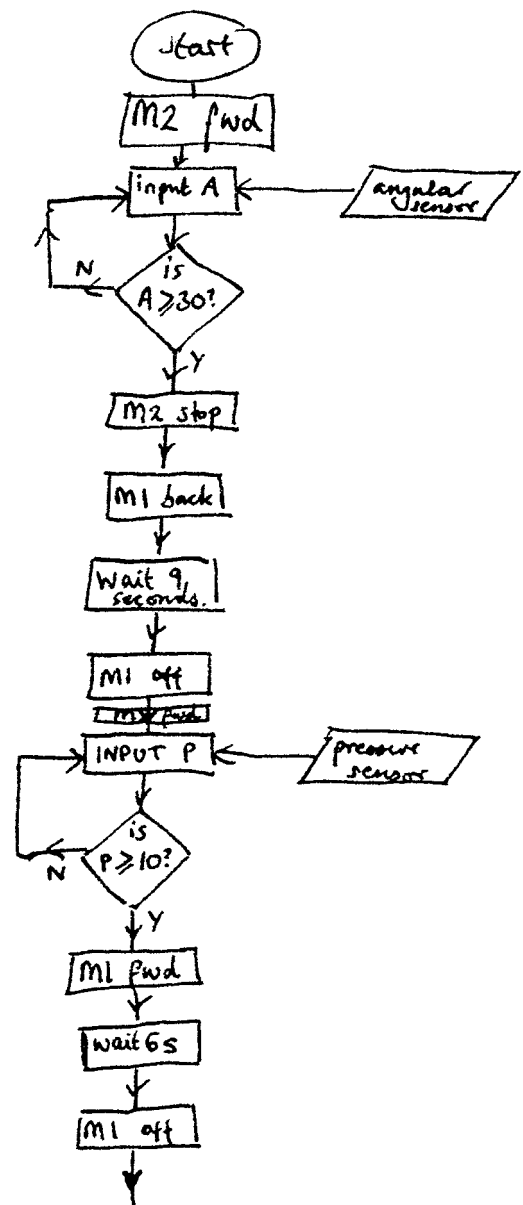 start
M2 fwd
input A
angular
sensor
is
A≥30?
N
Y
M2 stop
M1 back
Wait 9
seconds.
M1 off
fwd
INPUT P
pressure
sensor
is
P≥10?
N
Y
M1 fwd
wait 6s
M1 off